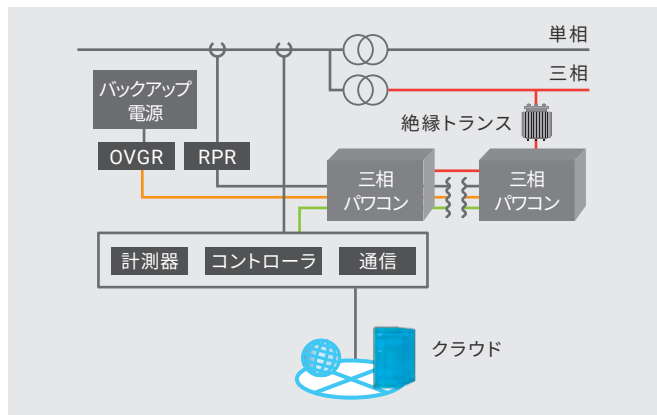 単相
三相
バックアップ
電源
絶縁トランス
OVGR
RPR
三相
パワコン
三相
パワコン
計測器
コントローラ
通信
クラウド